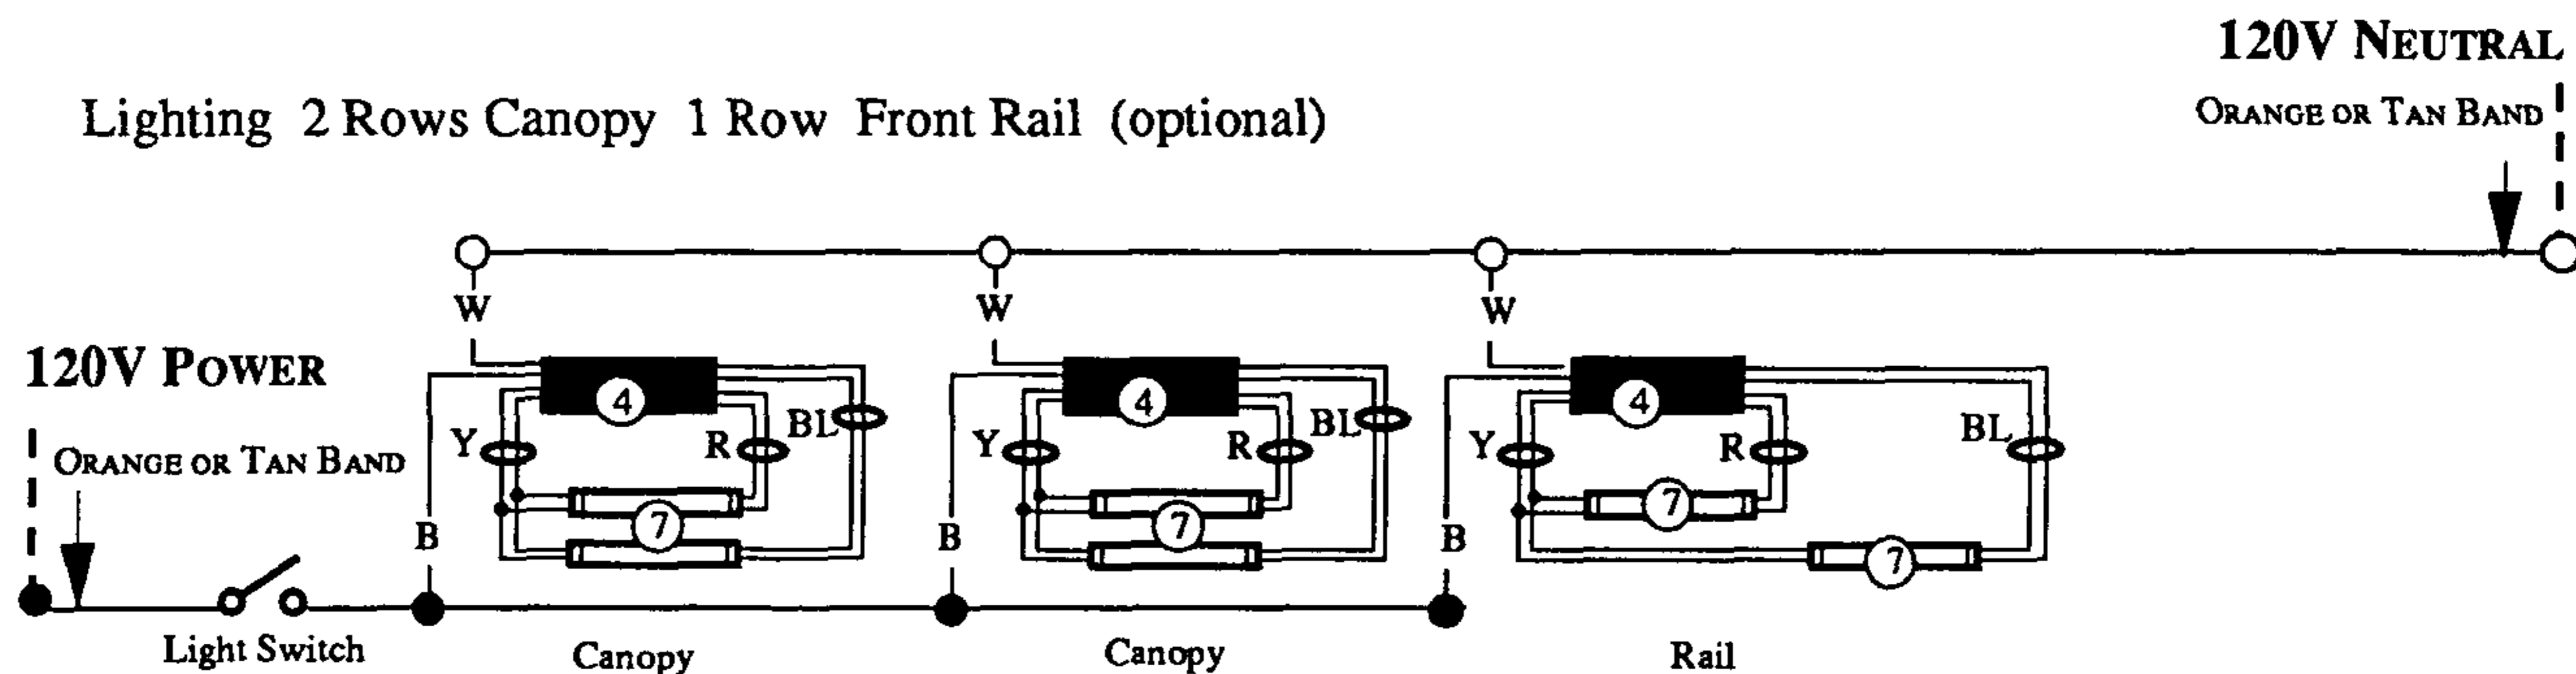 120V NEUTRAL
ORANGE OR TAN BAND
Lighting 2 Rows Canopy 1 Row Front Rail (optional)
W W W
120V POWER
ORANGE OR TAN BAND
4 4 4
Y R BL Y R BL Y R BL
7 7 7 7
B B B
Light Switch Canopy Canopy Rail